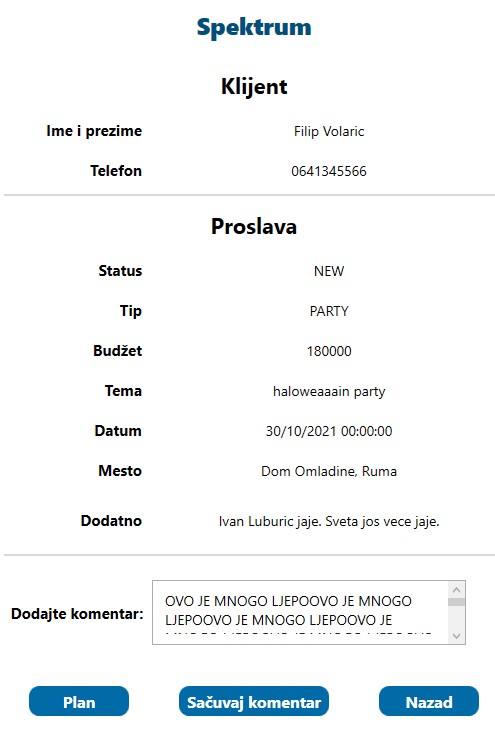 Spektrum
Klijent
Ime i prezime Filip Volaric
Telefon 0641345566
Proslava
Status NEW
Tip PARTY
Budžet 180000
Tema haloweaaain party
Datum 30/10/2021 00:00:00
Mesto Dom Omladine, Ruma
Dodatno Ivan Luburic jaje. Sveta jos vece jaje.
Dodajte komentar:
OVO JE MNOGO LJEPOOVO JE MNOGO
LJEPOOVO JE MNOGO LJEPOOVO JE
Plan Sačuvaj komentar Nazad